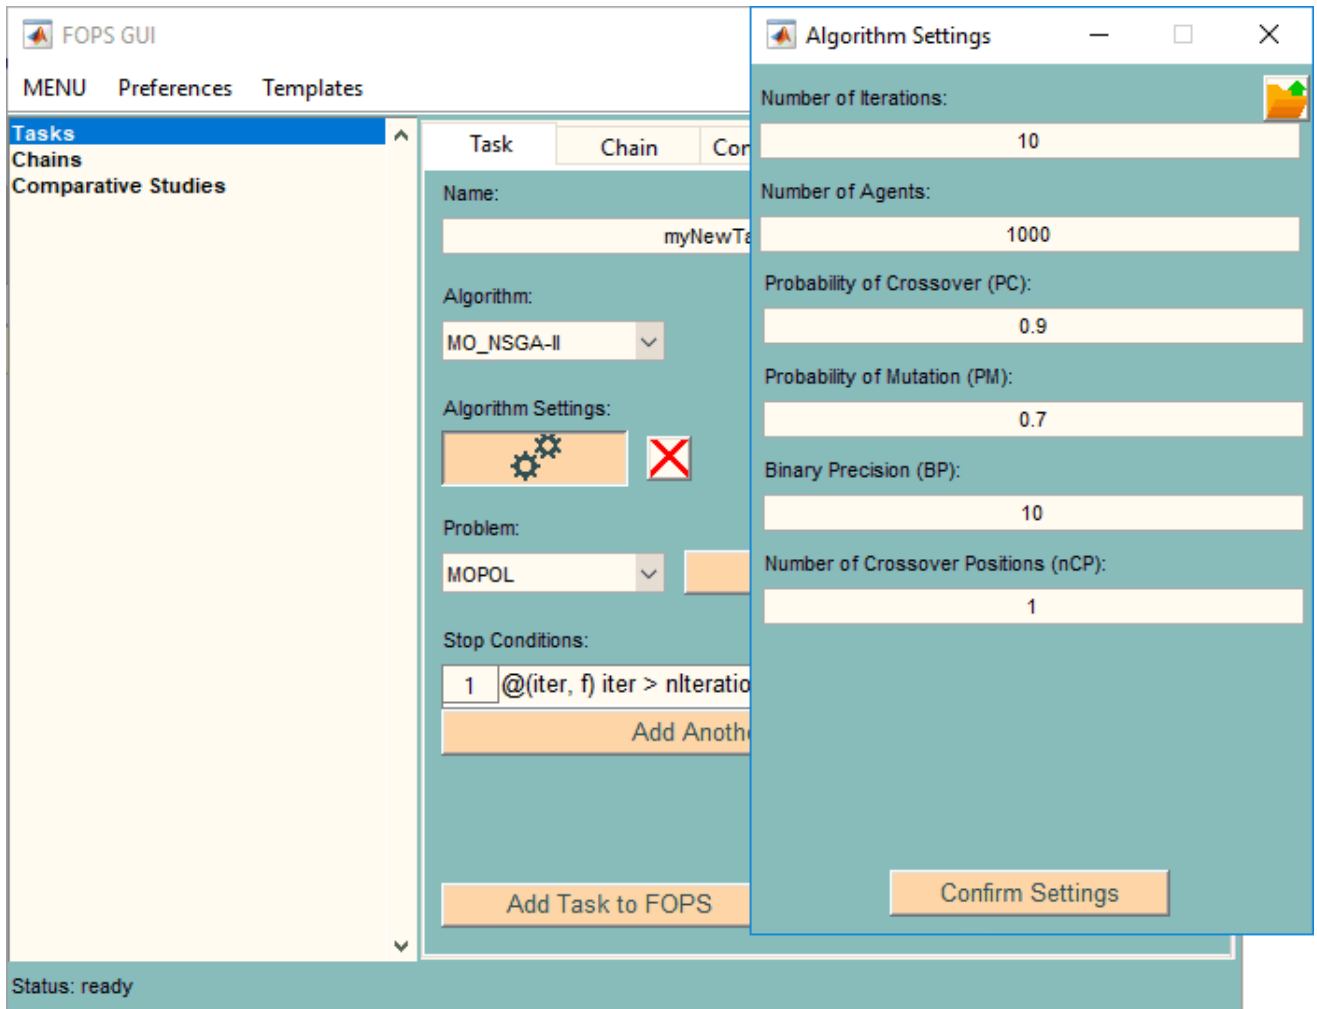 FOPS GUI
MENU Preferences Templates
Tasks
Chains
Comparative Studies
Task Chain
Name:
Algorithm:
MO_NSGA-II
Algorithm Settings:
Problem:
MOPOL
Stop Conditions:
1 @(iter, f) iter > nIteratio
Add
Add Task to FOPS
Status: ready
Algorithm Settings
Number of Iterations:
10
Number of Agents:
1000
Probability of Crossover (PC):
0.9
Probability of Mutation (PM):
0.7
Binary Precision (BP):
10
Number of Crossover Positions (nCP):
1
Confirm Settings